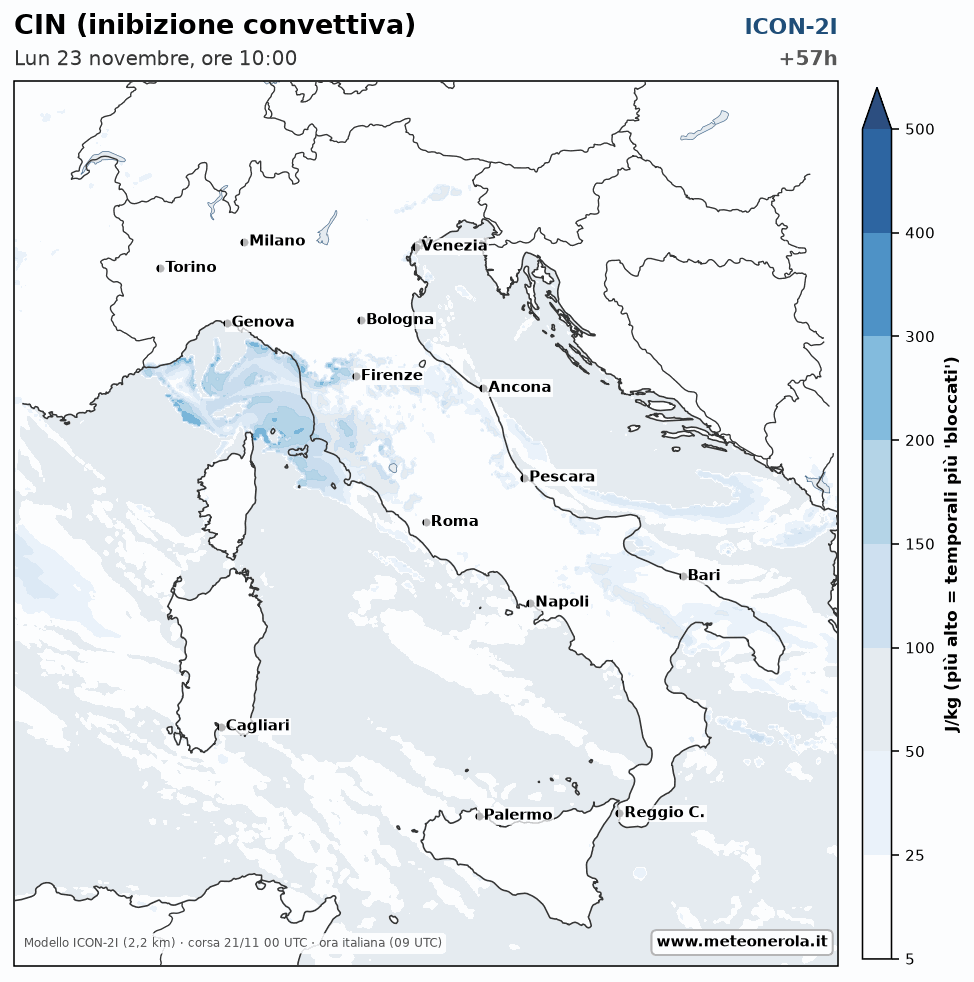 CIN (inibizione convettiva)
ICON-2I
Lun 23 novembre, ore 10:00
+57h
500
400
300
200
150
100
50
25
5
J/kg (più alto = temporali più 'bloccati')
Milano
Venezia
Torino
Genova
Bologna
Firenze
Ancona
Pescara
Roma
Bari
Napoli
Cagliari
Palermo
Reggio C.
Modello ICON-2I (2,2 km) · corsa 21/11 00 UTC · ora italiana (09 UTC)
www.meteonerola.it